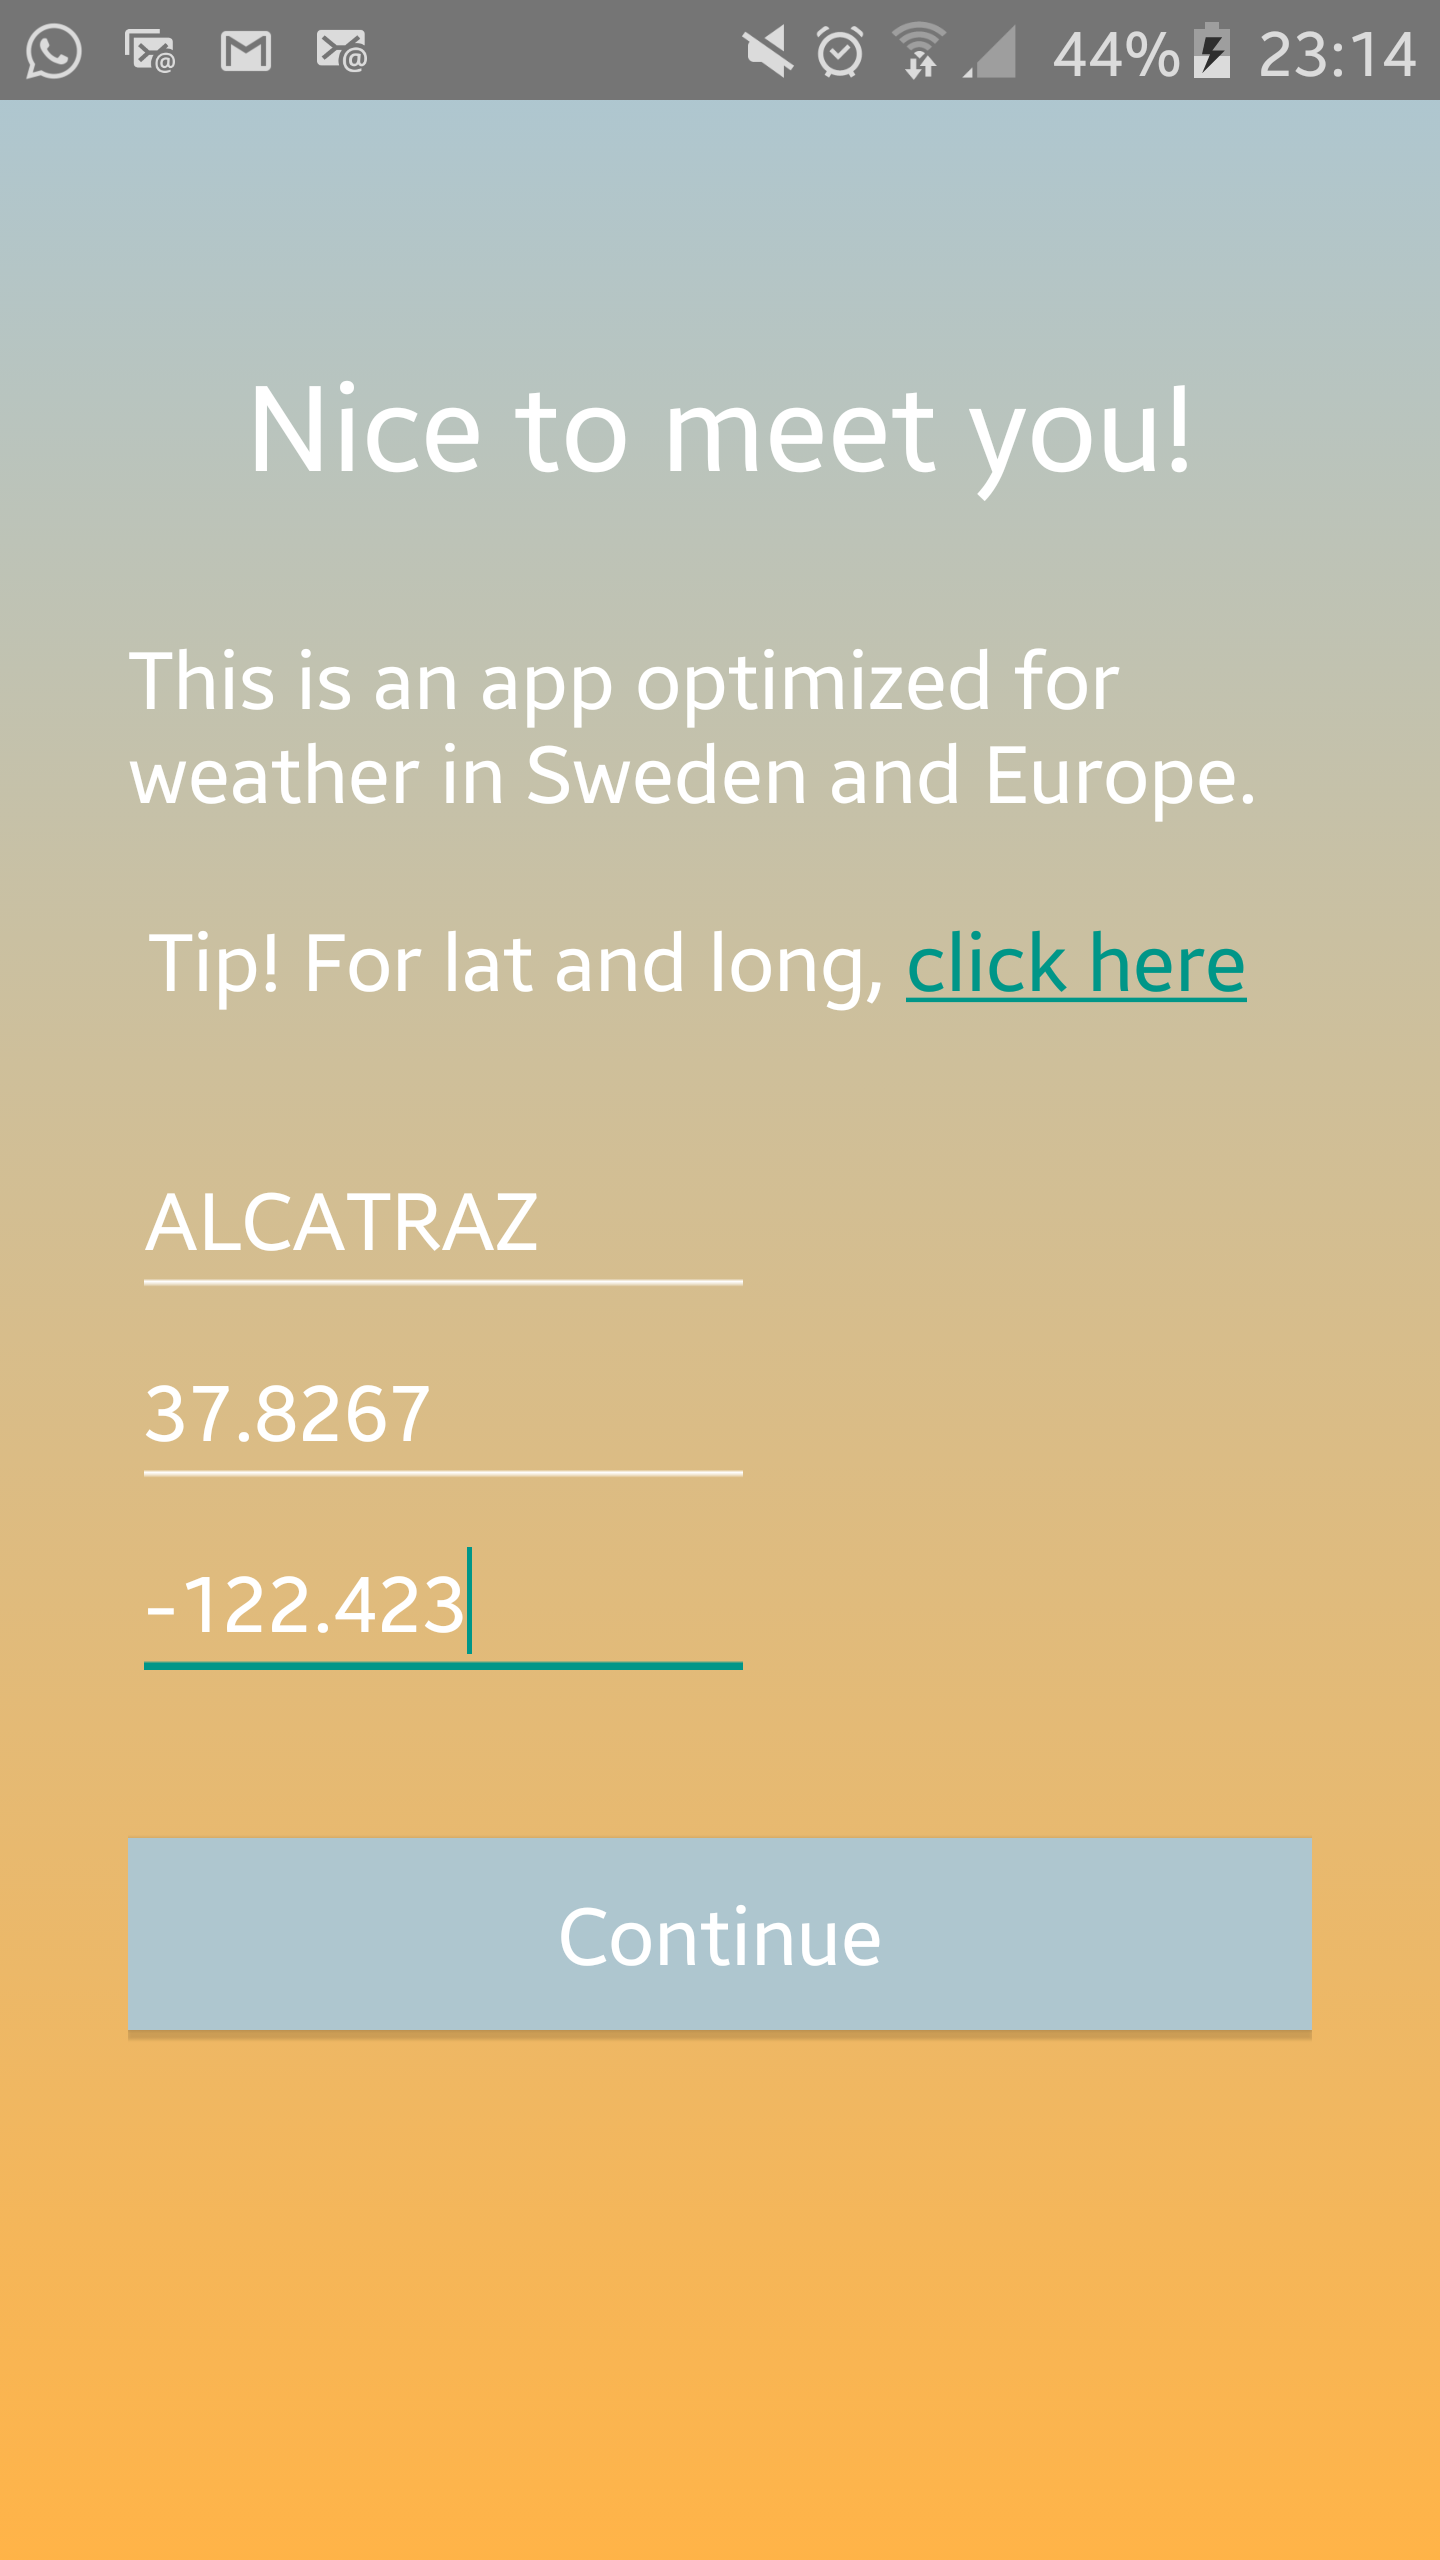 44% 23:14
Nice to meet you!
This is an app optimized for
weather in Sweden and Europe.
Tip! For lat and long, click here
ALCATRAZ
37.8267
-122.423
Continue